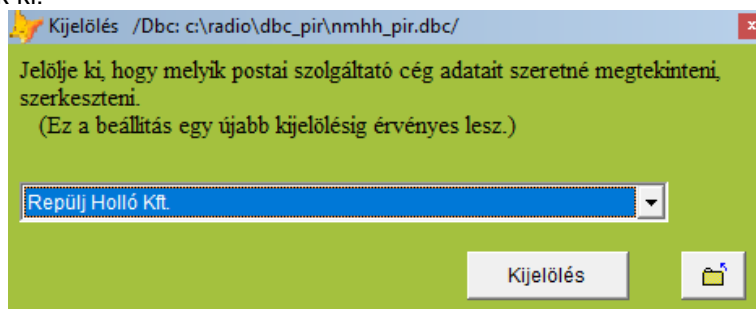 Kijelölés /Dbc: c:\radio\dbc_pir\nmhh_pir.dbc/
Jelölje ki, hogy melyik postai szolgáltató cég adatait szeretné megtekinteni,
szerkeszteni.
(Ez a beállítás egy újabb kijelölésig érvényes lesz.)
Repülj Holló Kft.
Kijelölés